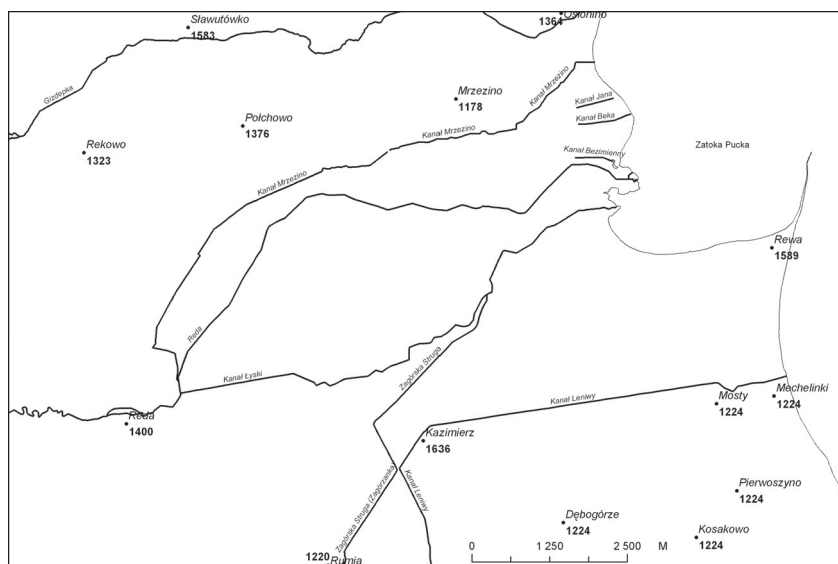 Sławutówko
1583
1364
Osłonino
Gizdepka
Mrzezino
1178
Kanał Mrzezino
Kanał Jana
Kanał Beka
Połchowo
1376
Kanał Mrzezino
Rekowo
1323
Kanał Bezimienny
Zatoka Pucka
Kanał Mrzezino
Rewa
1589
Reda
Zagórska Struga
Kanał Łyski
Kanał Leniwy
Mosty
1224
Mechelinki
1224
Reda
1400
Kazimierz
1636
Zagórska Struga (Zagórzanka)
Kanał Leniwy
Pierwoszyno
1224
Dębogórze
1224
Kosakowo
1224
1220
Rumia
0 1 250 2 500 M